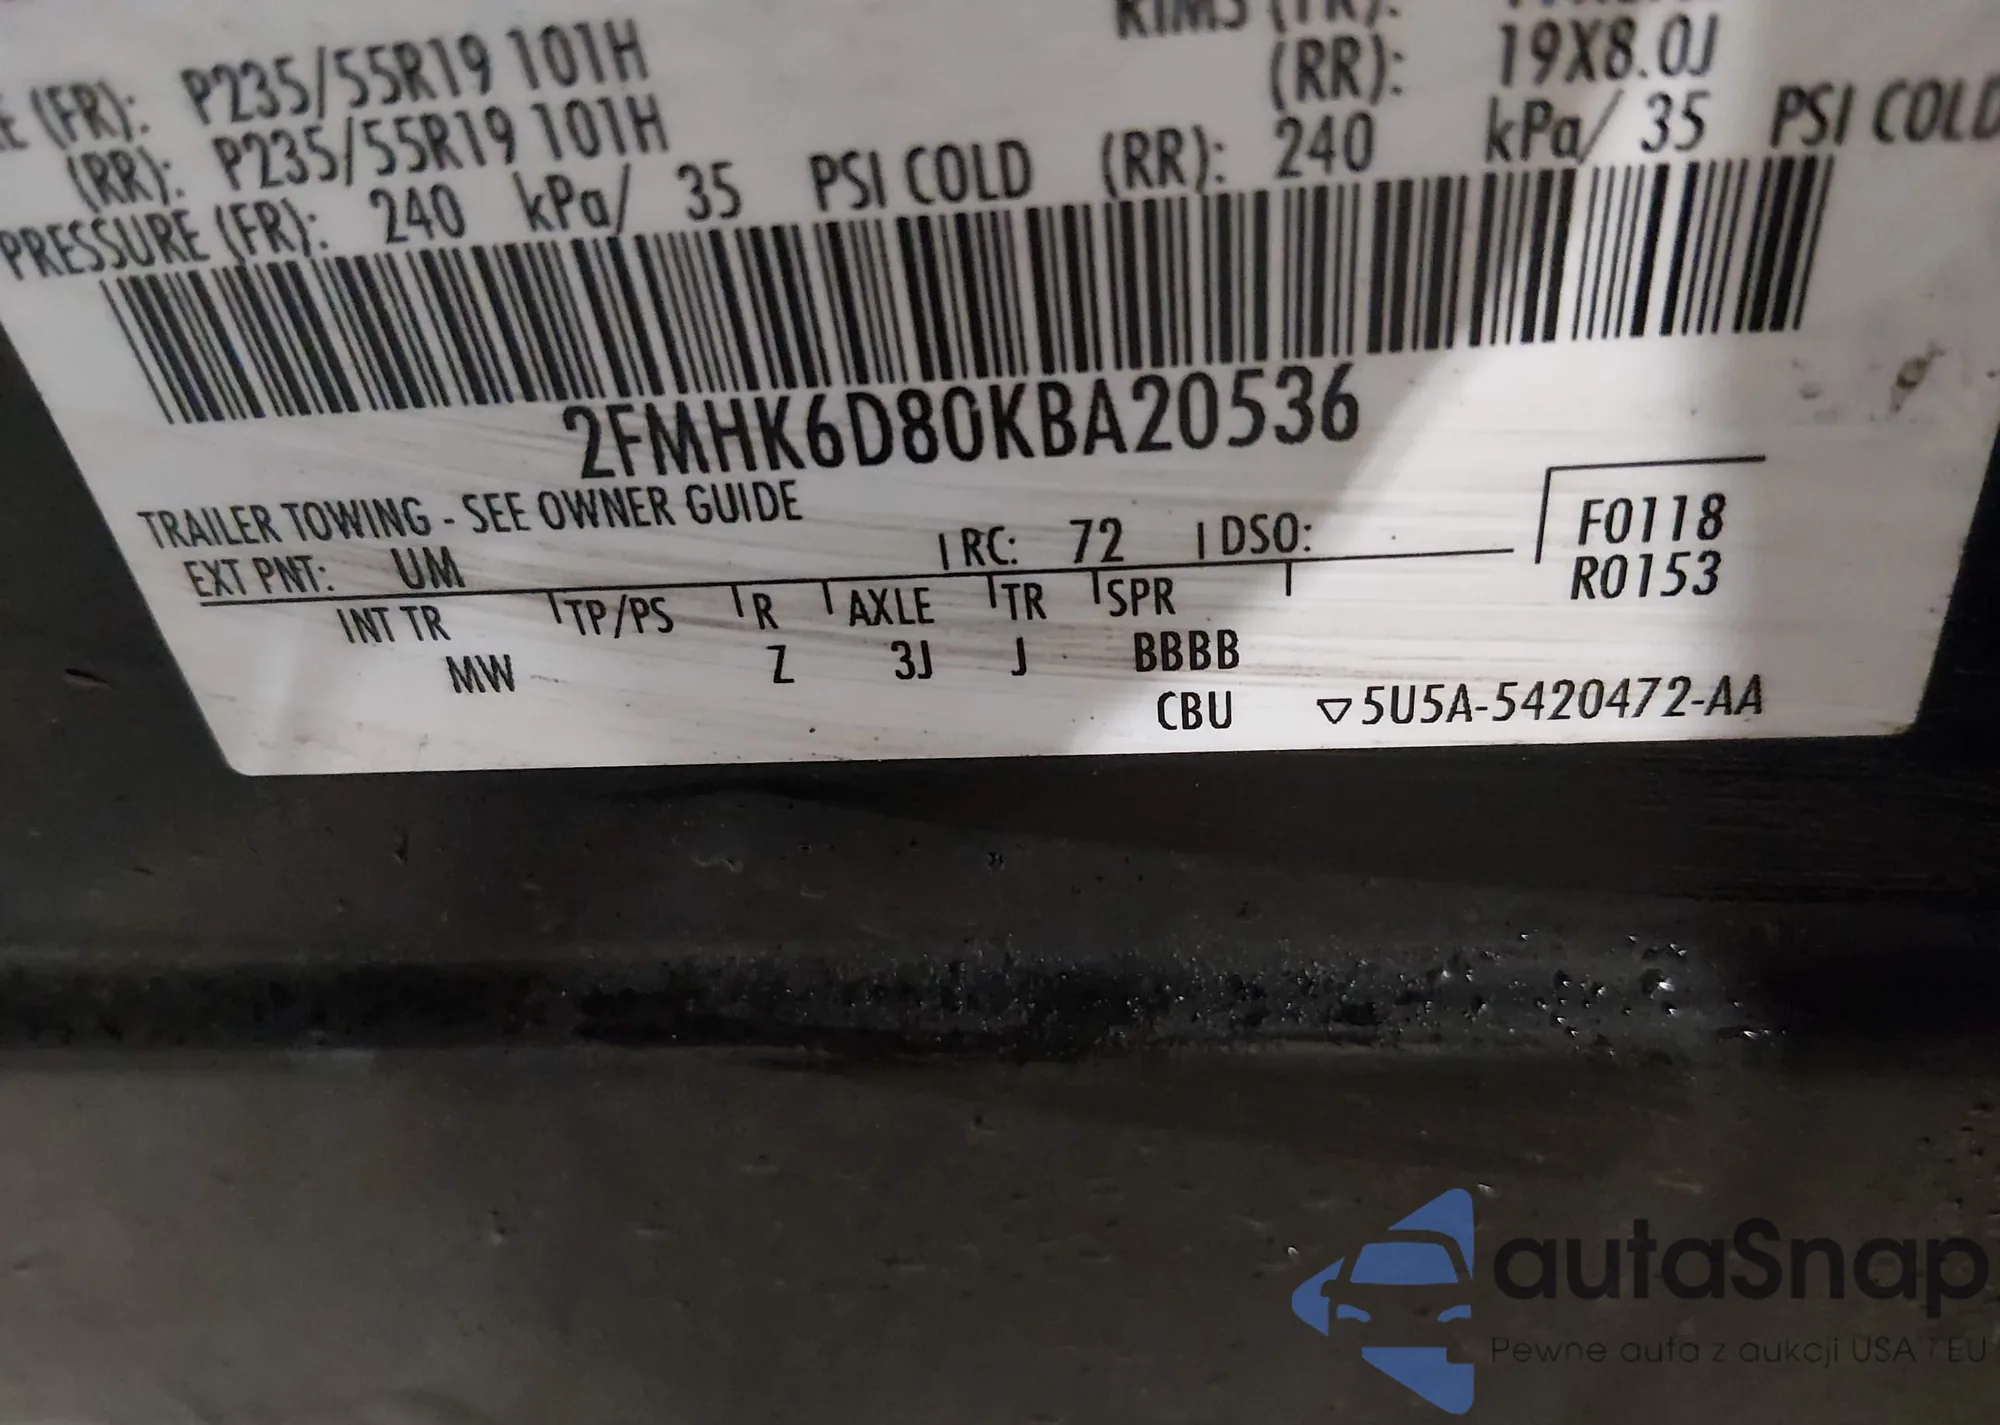 RIMS (FR):
E (FR): P235/55R19 101H (RR): 19X8.0J
(RR): P235/55R19 101H
PRESSURE (FR): 240 kPa/ 35 PSI COLD (RR): 240 kPa/ 35 PSI COLD
2FMHK6D80KBA20536
TRAILER TOWING - SEE OWNER GUIDE
EXT PNT: UM RC: 72 DSO: F0118
R0153
INT TR TP/PS R AXLE TR SPR
MW Z 3J J BBBB
CBU ▽5U5A-5420472-AA
autaSnap
Pewne auta z aukcji USA i EU